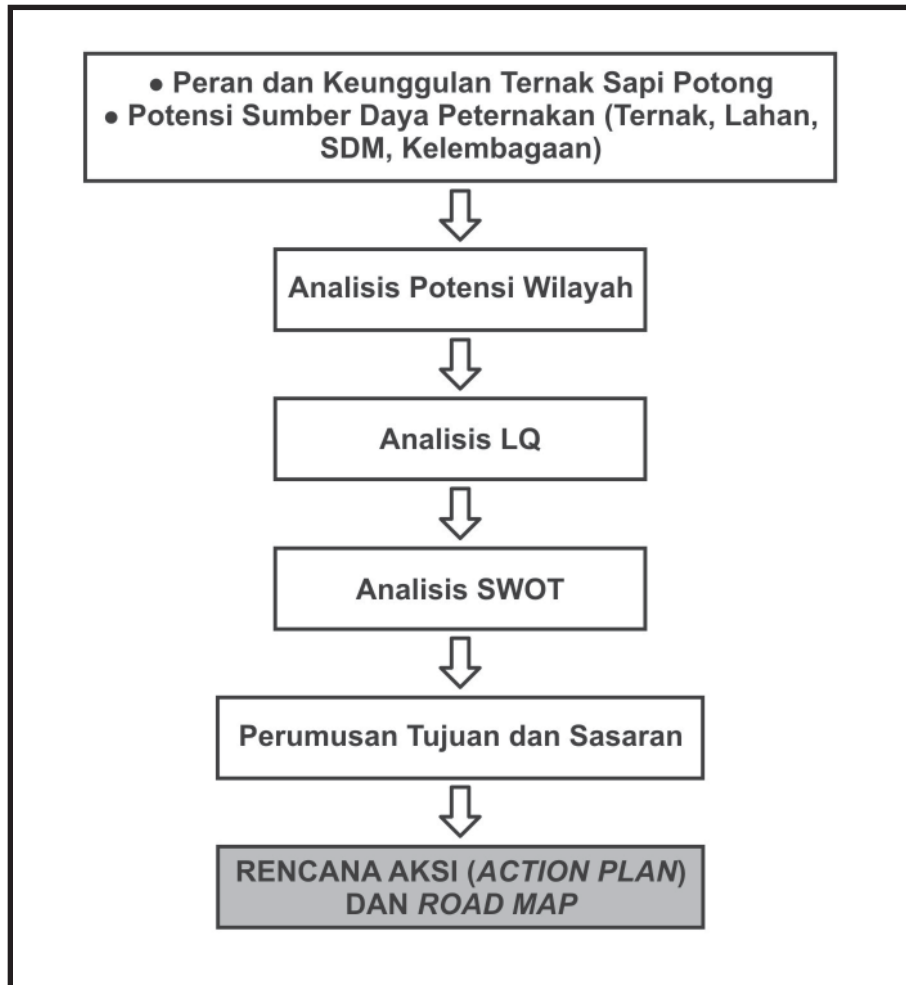 ● Peran dan Keunggulan Ternak Sapi Potong
● Potensi Sumber Daya Peternakan (Ternak, Lahan,
SDM, Kelembagaan)
Analisis Potensi Wilayah
Analisis LQ
Analisis SWOT
Perumusan Tujuan dan Sasaran
RENCANA AKSI (ACTION PLAN)
DAN ROAD MAP